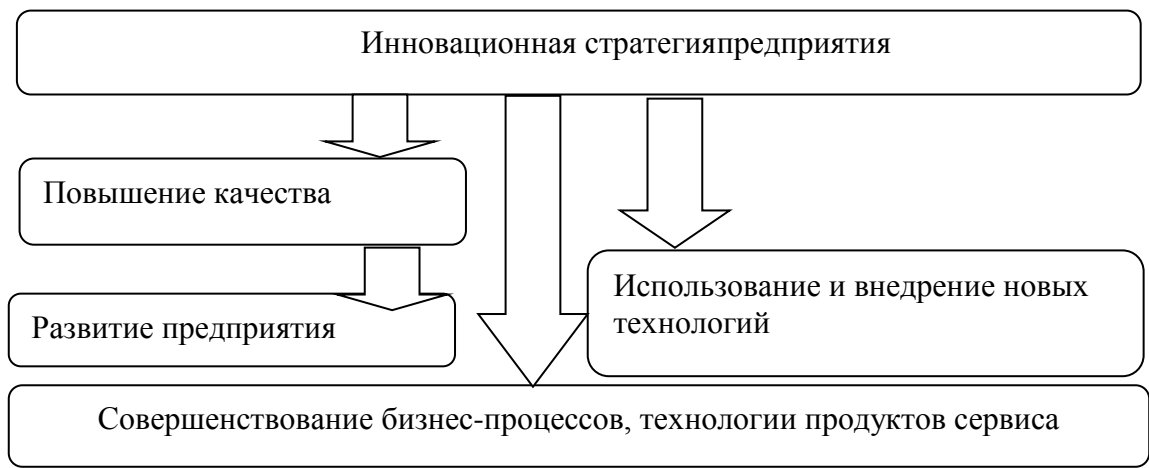 Инновационная стратегияпредприятия
Повышение качества
Развитие предприятия
Использование и внедрение новых
технологий
Совершенствование бизнес-процессов, технологии продуктов сервиса